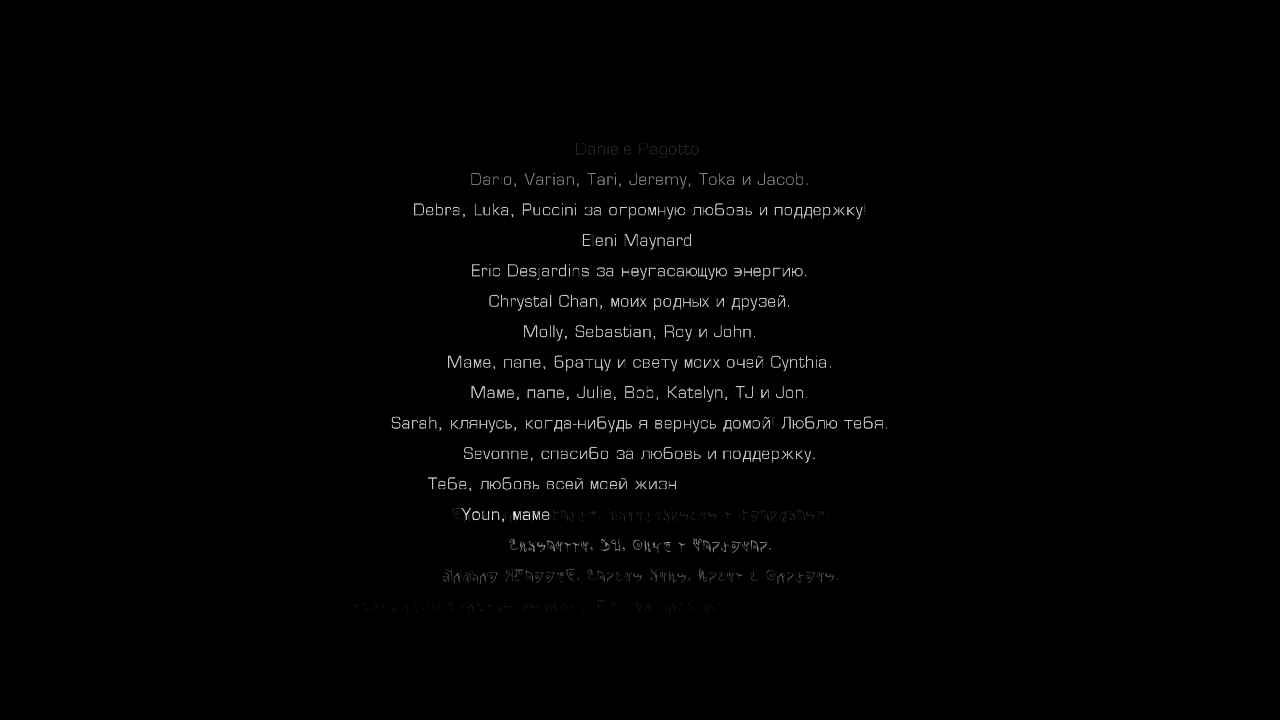 Daniele Pagotto
Dario, Varian, Tari, Jeremy, Toka и Jacob.
Debra, Luka, Puccini за огромную любовь и поддержку!
Eleni Maynard
Eric Desjardins за неугасающую энергию.
Chrystal Chan, моих родных и друзей.
Molly, Sebastian, Roy и John.
Маме, папе, братцу и свету моих очей Cynthia.
Маме, папе, Julie, Bob, Katelyn, TJ и Jon.
Sarah, клянусь, когда-нибудь я вернусь домой! Люблю тебя.
Sevonne, спасибо за любовь и поддержку.
Тебе, любовь всей моей жизн
Youn, маме